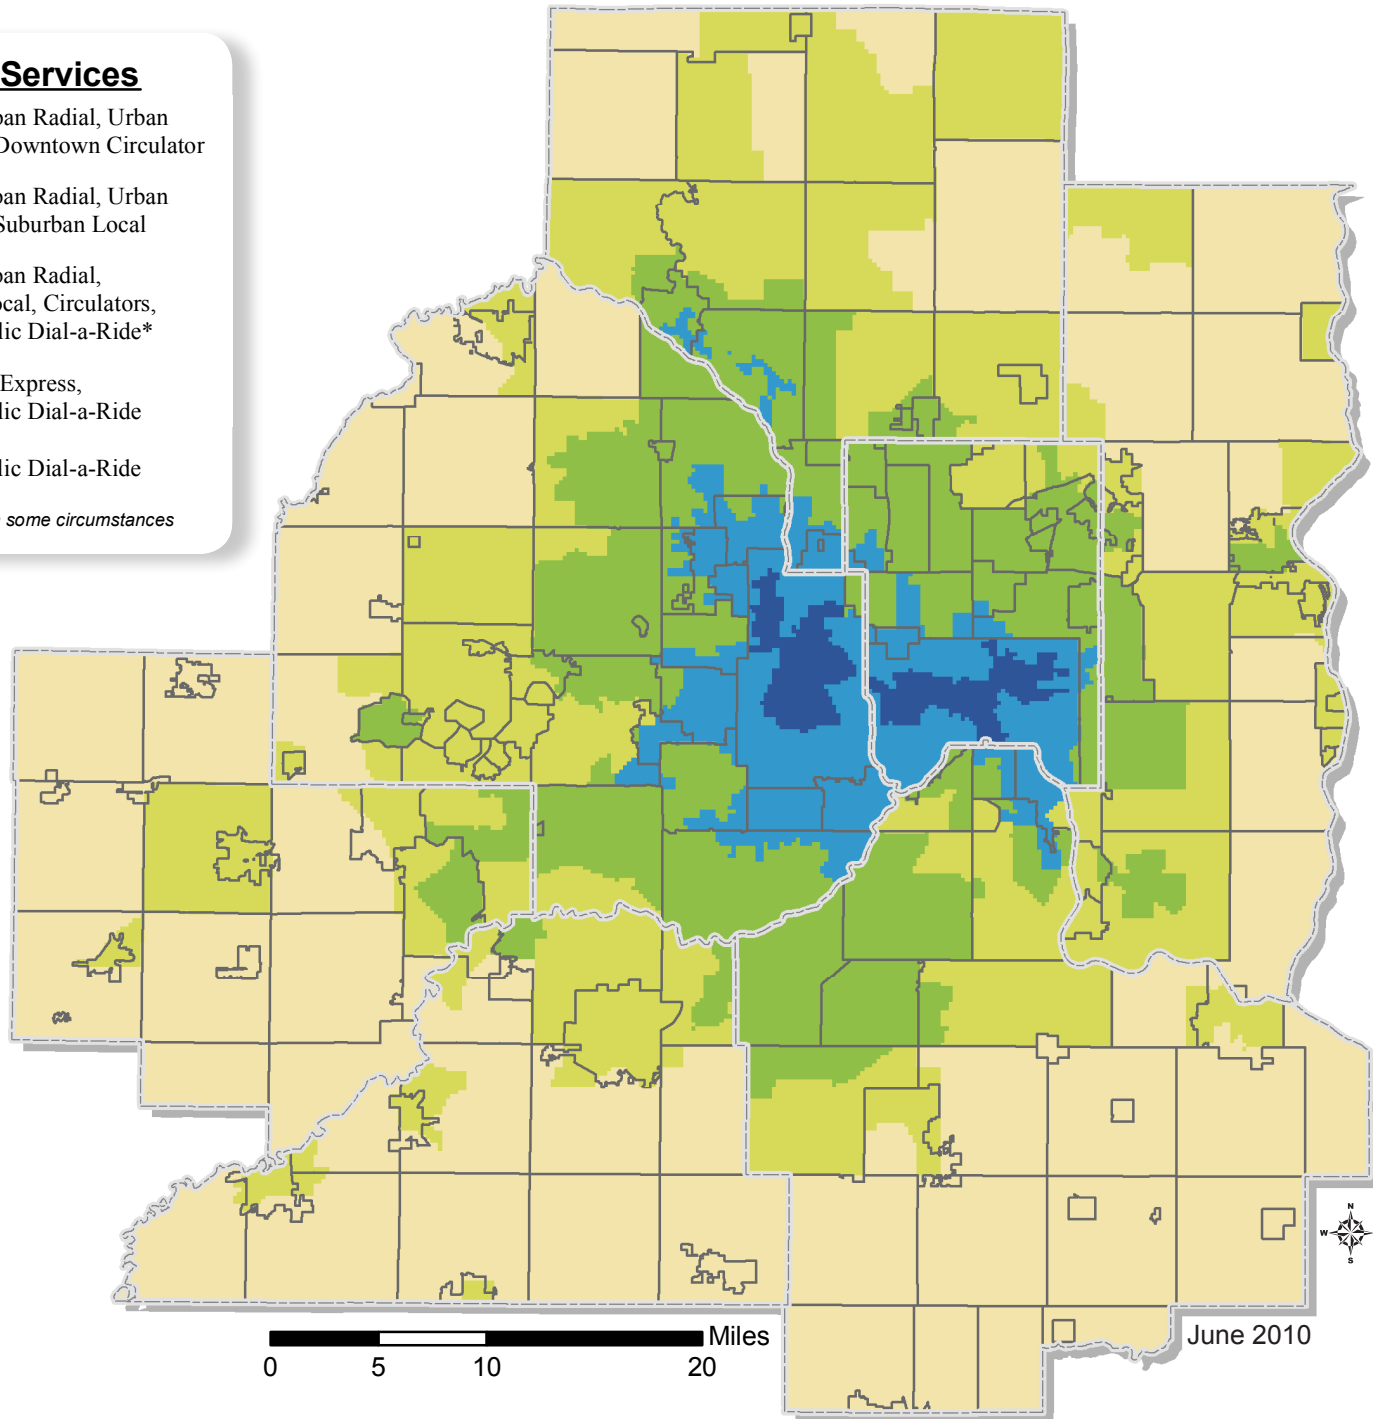 Services
ban Radial, Urban
Downtown Circulator
ban Radial, Urban
Suburban Local
ban Radial,
ocal, Circulators,
lic Dial-a-Ride*
Express,
lic Dial-a-Ride
lic Dial-a-Ride
some circumstances
N
W
S
Miles
0 5 10 20
June 2010